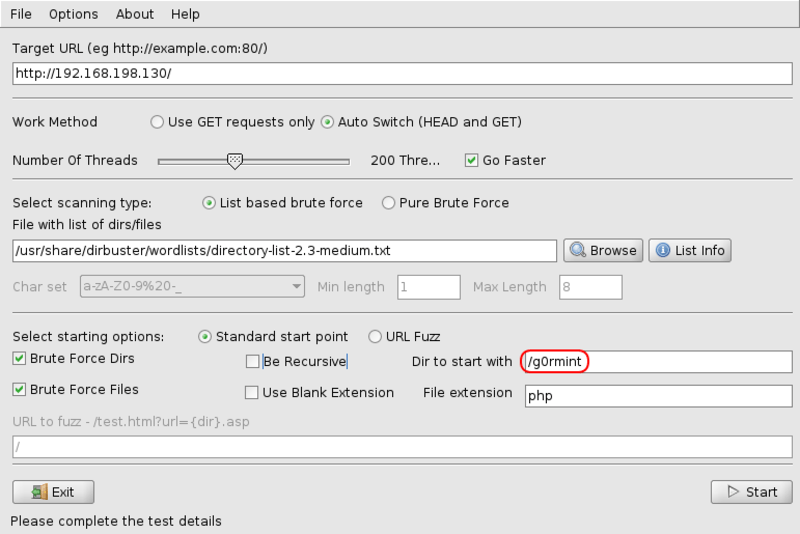 File Options About Help
Target URL (eg http://example.com:80/)
http://192.168.198.130/
Work Method Use GET requests only Auto Switch (HEAD and GET)
Number Of Threads 200 Thre... Go Faster
Select scanning type: List based brute force Pure Brute Force
File with list of dirs/files
/usr/share/dirbuster/wordlists/directory-list-2.3-medium.txt Browse List Info
Char set a-zA-Z0-9%20-_ Min length 1 Max Length 8
Select starting options: Standard start point URL Fuzz
Brute Force Dirs Be Recursive Dir to start with /g0rmint
Brute Force Files Use Blank Extension File extension php
URL to fuzz - /test.html?url={dir}.asp
/
Exit Start
Please complete the test details